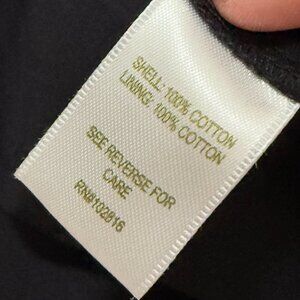 SHELL: 100% COTTON
LINING: 100% COTTON
SEE REVERSE FOR
CARE
RN#102816